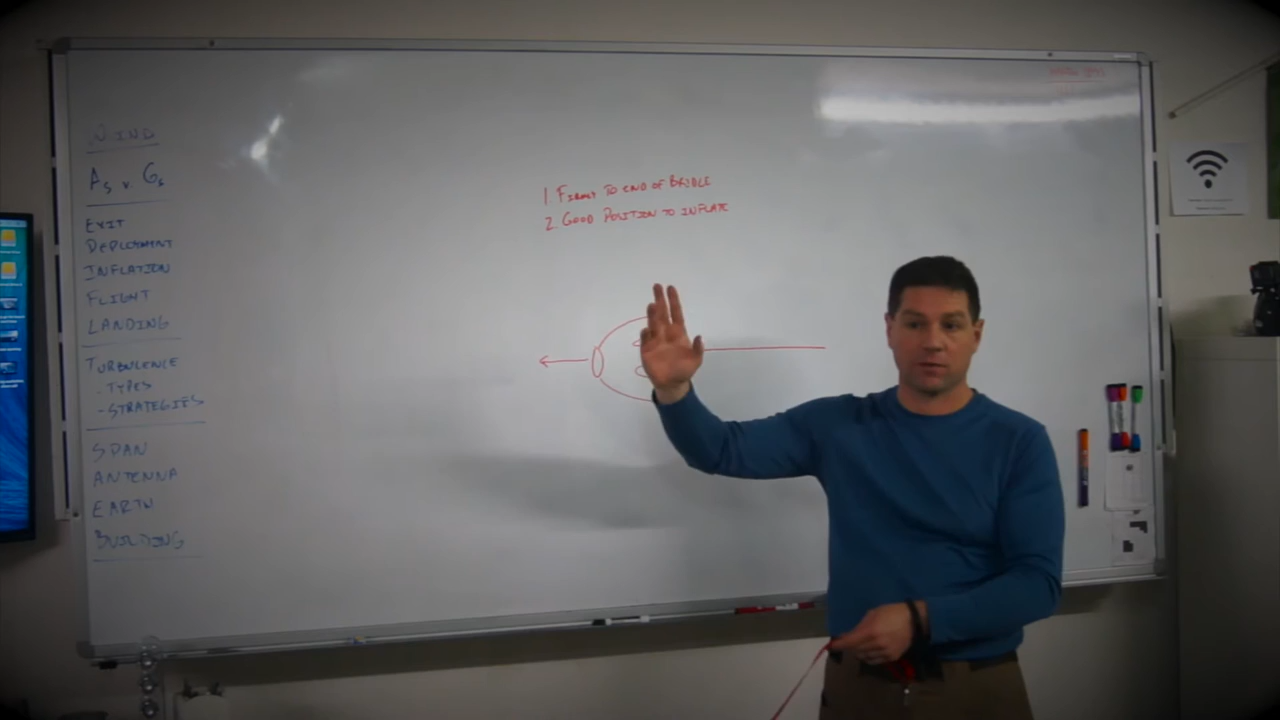 WIND
As v. Gs
EXIT
DEPLOYMENT
INFLATION
FLIGHT
LANDING
TURBULENCE
- TYPES
- STRATEGIES
SPAN
ANTENNA
EARTH
BUILDING
1. FIRMLY TO END OF BRIDLE
2. GOOD POSITION TO INFLATE